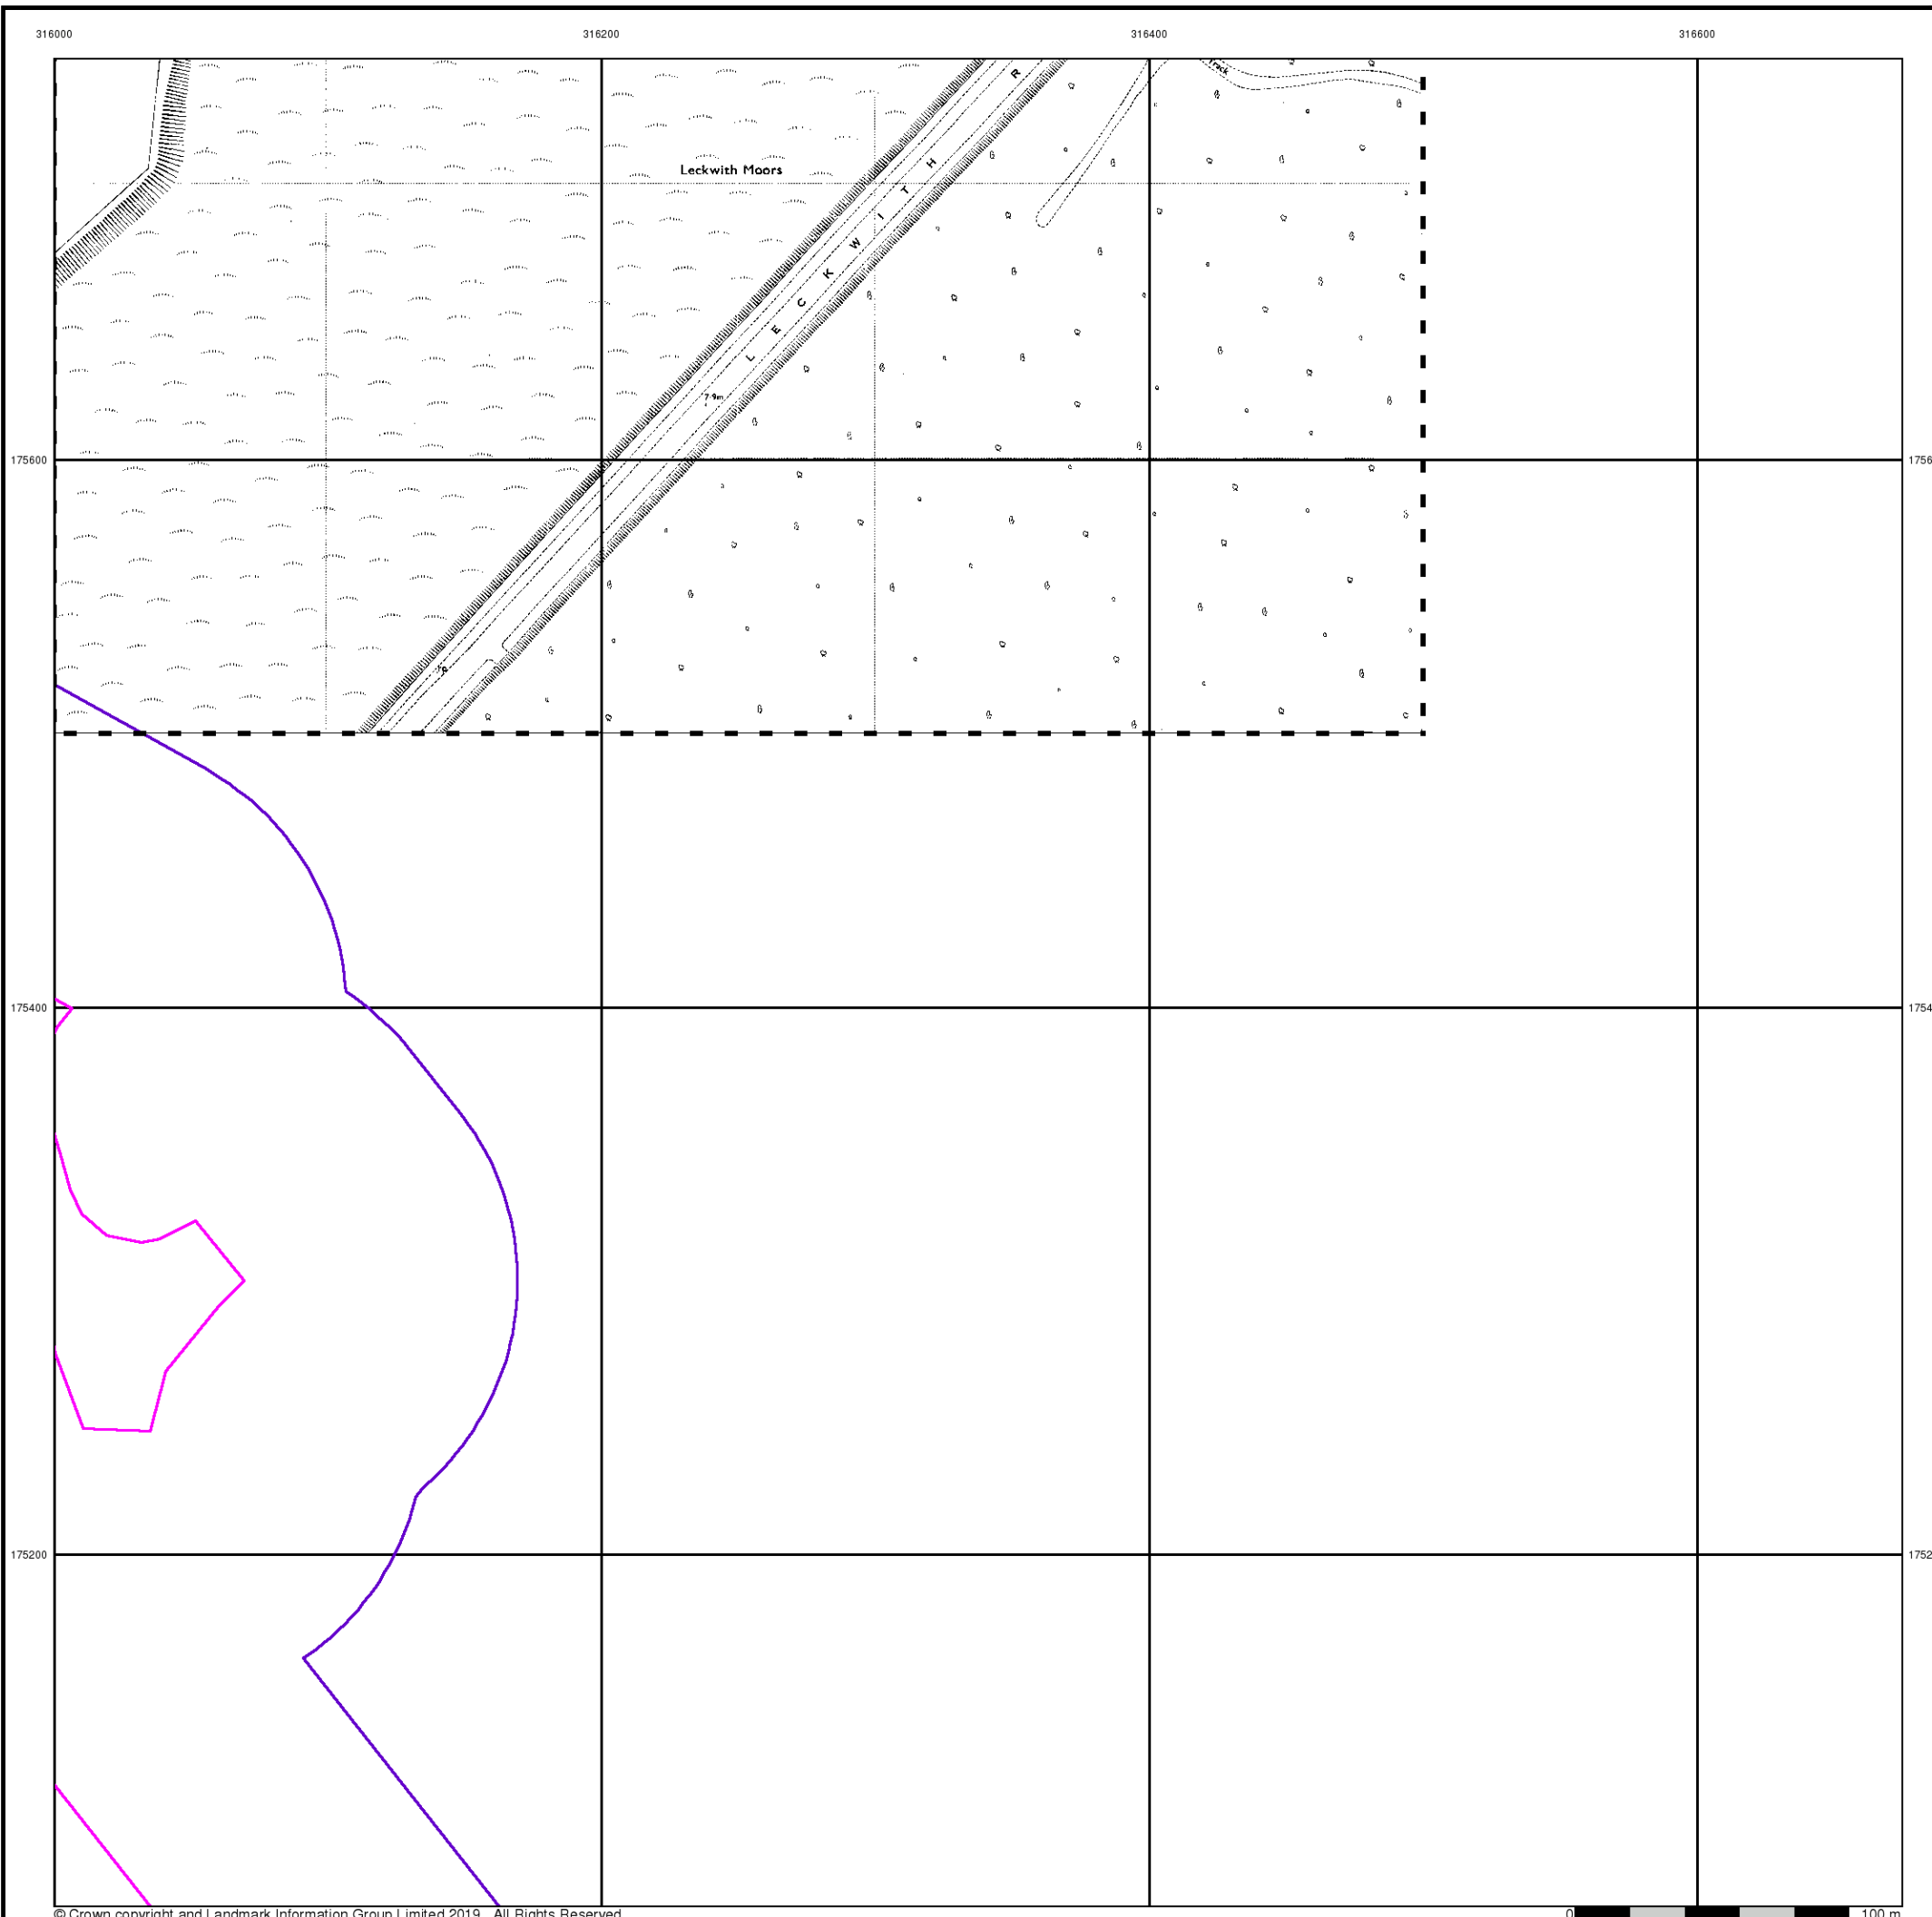 316000 316200 316400 316600
Track
Leckwith Moors
LECKWITH R
7·9m
175600 1756
175400 1754
175200 1752
© Crown copyright and Landmark Information Group Limited 2019. All Rights Reserved.
0 100 m